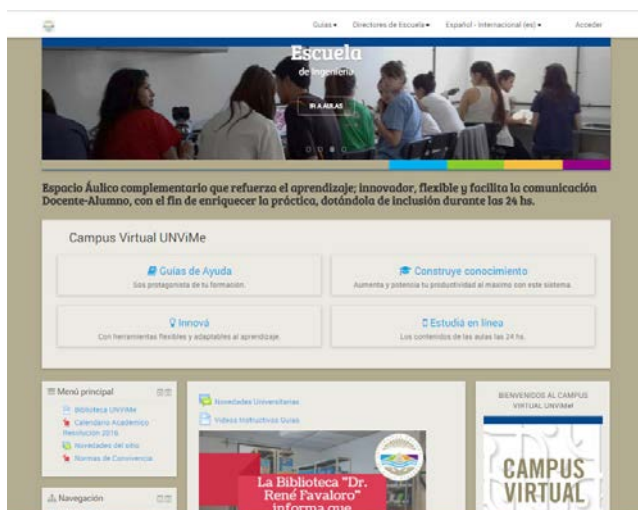 Guías
Directores de Escuela
Español - Internacional (es)
Acceder
Escuela
de Ingeniería
IR A AULAS
Espacio Áulico complementario que refuerza el aprendizaje; innovador, flexible y facilita la comunicación
Docente-Alumno, con el fin de enriquecer la práctica, dotándola de inclusión durante las 24 hs.
Campus Virtual UNViMe
Guías de Ayuda
Sos protagonista de tu formación.
Construye conocimiento
Aumenta y potencia tu productividad al máximo con este sistema.
Innová
Con herramientas flexibles y adaptables al aprendizaje.
Estudiá en línea
Los contenidos de las aulas las 24 hs.
Menú principal
Biblioteca UNViMe
Calendario Académico
Resolución 2016
Novedades del sitio
Normas de Convivencia
Navegación
Novedades Universitarias
Videos Instructivos Guías
La Biblioteca "Dr.
René Favaloro"
informa que
BIENVENIDOS AL CAMPUS
VIRTUAL UNViMe!
CAMPUS
VIRTUAL